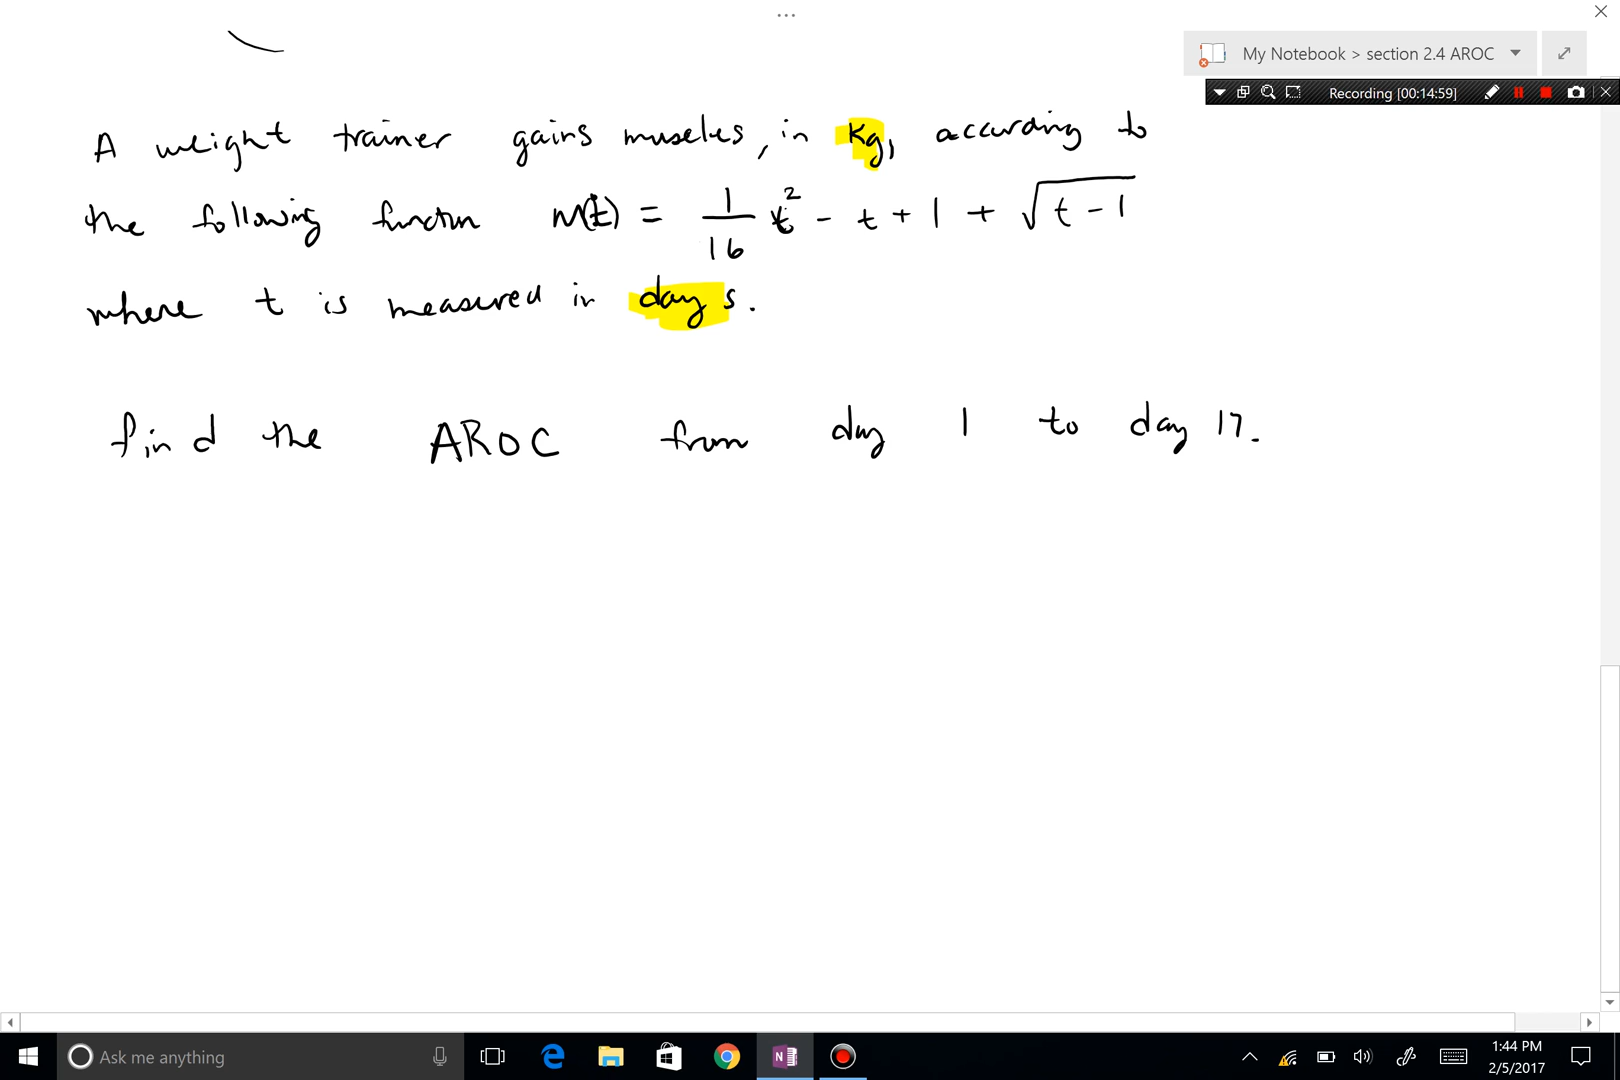 My Notebook > section 2.4 AROC
Recording [00:14:59]
A weight trainer gains muscles, in Kg, according to
the following function M(t) = 1/16 t² - t + 1 + √(t - 1)
where t is measured in days.
find the AROC from day 1 to day 17.
Ask me anything
1:44 PM
2/5/2017